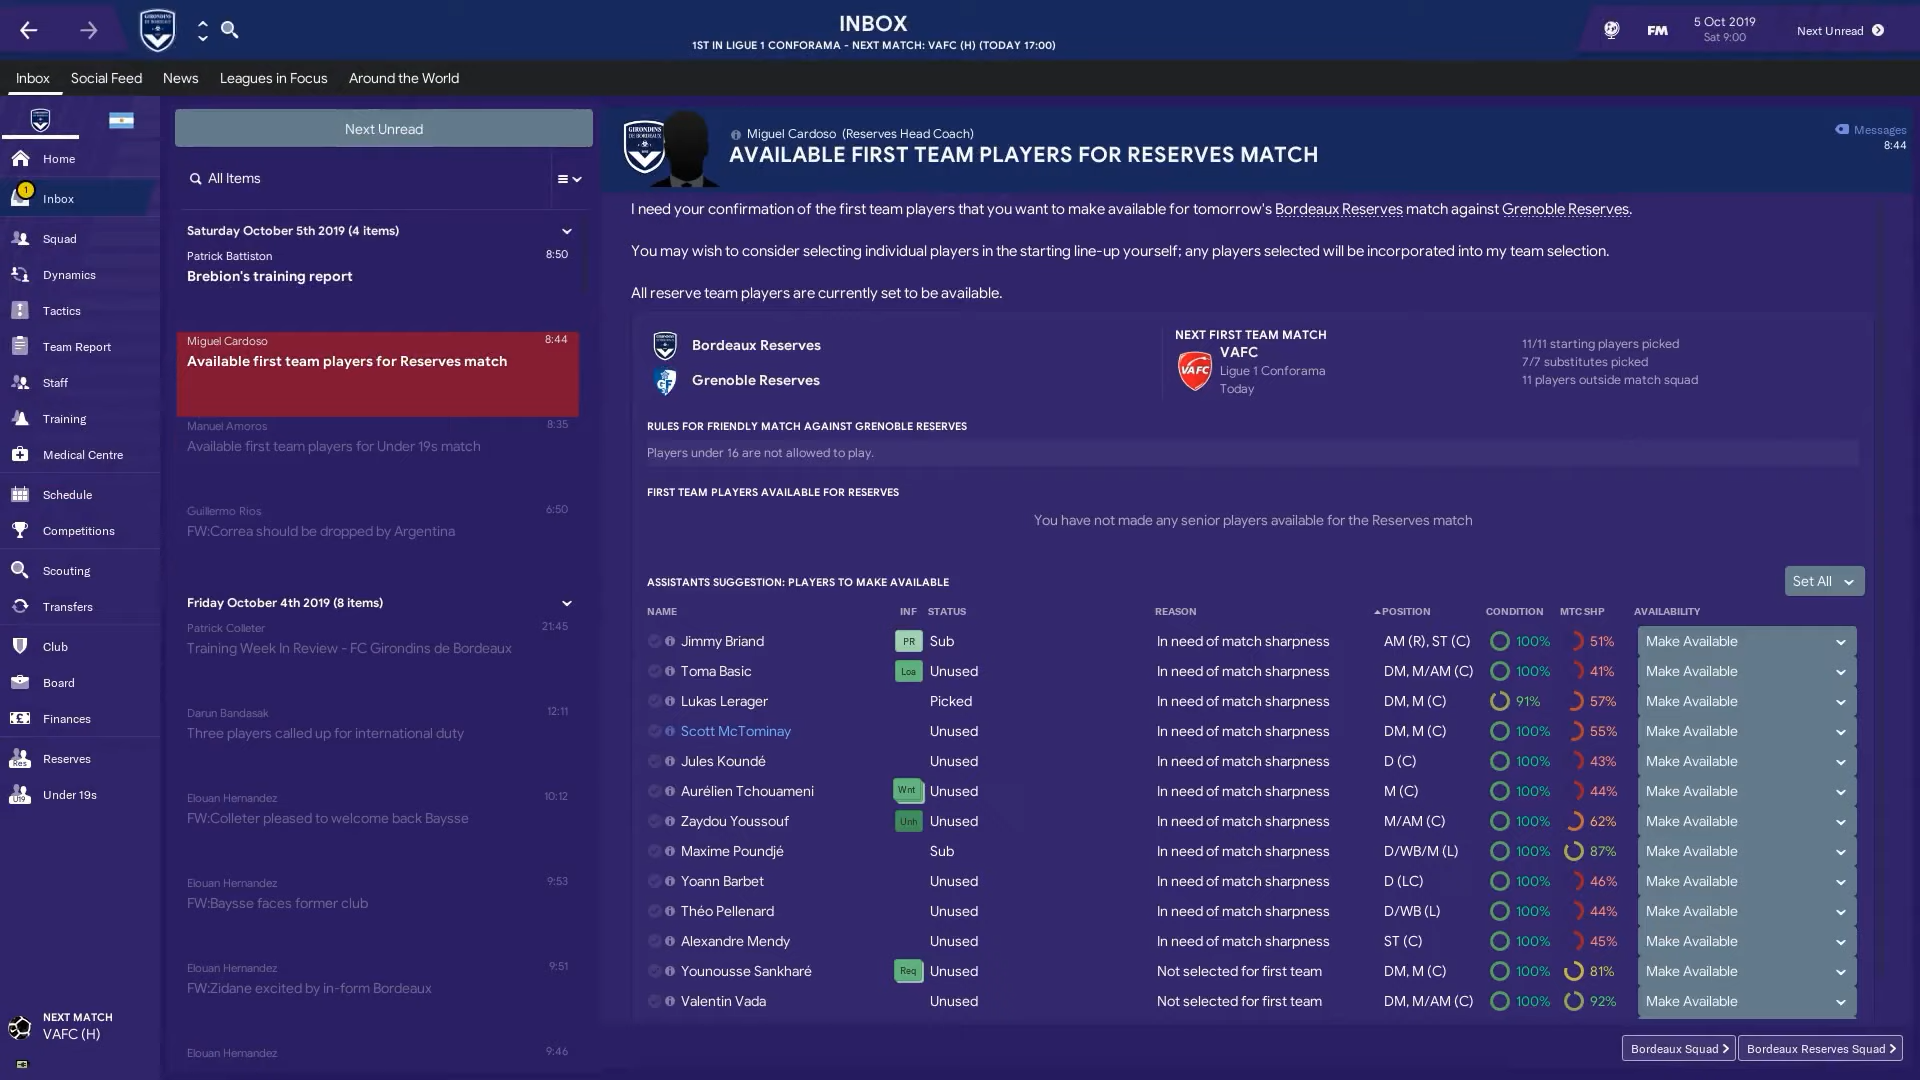 INBOX
1ST IN LIGUE 1 CONFORAMA - NEXT MATCH: VAFC (H) (TODAY 17:00)
FM
5 Oct 2019
Sat 9:00
Next Unread
Inbox Social Feed News Leagues in Focus Around the World
Home
1
Inbox
Squad
Dynamics
Tactics
Team Report
Staff
Training
Medical Centre
Schedule
Competitions
Scouting
Transfers
Club
Board
Finances
Res
Reserves
U19
Under 19s
NEXT MATCH
VAFC (H)
Next Unread
All Items
Saturday October 5th 2019 (4 items)
Patrick Battiston 8:50
Brebion's training report
Miguel Cardoso 8:44
Available first team players for Reserves match
Manuel Amoros 8:35
Available first team players for Under 19s match
Guillermo Rios 6:50
FW:Correa should be dropped by Argentina
Friday October 4th 2019 (8 items)
Patrick Colleter 21:45
Training Week In Review - FC Girondins de Bordeaux
Darun Bandasak 12:11
Three players called up for international duty
Elouan Hernandez 10:12
FW:Colleter pleased to welcome back Baysse
Elouan Hernandez 9:53
FW:Baysse faces former club
Elouan Hernandez 9:51
FW:Zidane excited by in-form Bordeaux
Elouan Hernandez 9:46
GIRONDINS
DE BORDEAUX
Miguel Cardoso (Reserves Head Coach)
AVAILABLE FIRST TEAM PLAYERS FOR RESERVES MATCH
Messages
8:44
I need your confirmation of the first team players that you want to make available for tomorrow's Bordeaux Reserves match against Grenoble Reserves.
You may wish to consider selecting individual players in the starting line-up yourself; any players selected will be incorporated into my team selection.
All reserve team players are currently set to be available.
Bordeaux Reserves
Grenoble Reserves
NEXT FIRST TEAM MATCH
VAFC
VAFC
Ligue 1 Conforama
Today
11/11 starting players picked
7/7 substitutes picked
11 players outside match squad
RULES FOR FRIENDLY MATCH AGAINST GRENOBLE RESERVES
Players under 16 are not allowed to play.
FIRST TEAM PLAYERS AVAILABLE FOR RESERVES
You have not made any senior players available for the Reserves match
ASSISTANTS SUGGESTION: PLAYERS TO MAKE AVAILABLE
Set All
NAME INF STATUS REASON POSITION CONDITION MTC SHP AVAILABILITY
Jimmy Briand PR Sub In need of match sharpness AM (R), ST (C) 100% 51% Make Available
Toma Basic Loa Unused In need of match sharpness DM, M/AM (C) 100% 41% Make Available
Lukas Lerager Picked In need of match sharpness DM, M (C) 91% 57% Make Available
Scott McTominay Unused In need of match sharpness DM, M (C) 100% 55% Make Available
Jules Koundé Unused In need of match sharpness D (C) 100% 43% Make Available
Aurélien Tchouameni Wnt Unused In need of match sharpness M (C) 100% 44% Make Available
Zaydou Youssouf Unh Unused In need of match sharpness M/AM (C) 100% 62% Make Available
Maxime Poundjé Sub In need of match sharpness D/WB/M (L) 100% 87% Make Available
Yoann Barbet Unused In need of match sharpness D (LC) 100% 46% Make Available
Théo Pellenard Unused In need of match sharpness D/WB (L) 100% 44% Make Available
Alexandre Mendy Unused In need of match sharpness ST (C) 100% 45% Make Available
Younousse Sankharé Req Unused Not selected for first team DM, M (C) 100% 81% Make Available
Valentin Vada Unused Not selected for first team DM, M/AM (C) 100% 92% Make Available
Bordeaux Squad
Bordeaux Reserves Squad